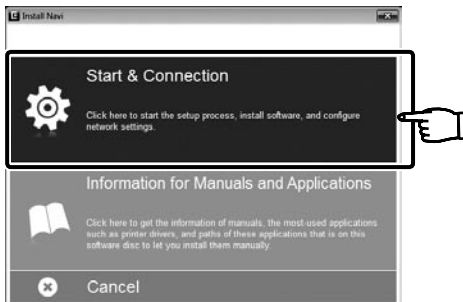 Install Navi
Start & Connection
Click here to start the setup process, install software, and configure
network settings.
Information for Manuals and Applications
Click here to get the information of manuals, the most-used applications
such as printer drivers, and paths of these applications that is on this
software disc to let you install them manually.
Cancel